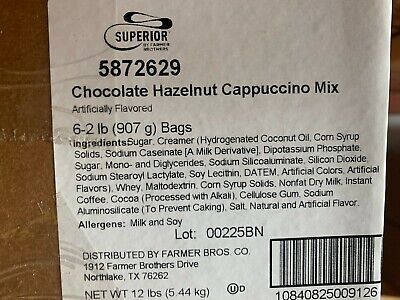 SUPERIOR®
BY FARMER
BROTHERS
5872629
Chocolate Hazelnut Cappuccino Mix
Artificially Flavored
6-2 lb (907 g) Bags
Ingredients Sugar, Creamer (Hydrogenated Coconut Oil, Corn Syrup
Solids, Sodium Caseinate [A Milk Derivative], Dipotassium Phosphate,
Sugar, Mono- and Diglycerides, Sodium Silicoaluminate, Silicon Dioxide,
Sodium Stearoyl Lactylate, Soy Lecithin, DATEM, Artificial Colors, Artificial
Flavors), Whey, Maltodextrin, Corn Syrup Solids, Nonfat Dry Milk, Instant
Coffee, Cocoa (Processed with Alkali), Cellulose Gum, Sodium
Aluminosilicate (To Prevent Caking), Salt, Natural and Artificial Flavor.
Allergens: Milk and Soy
Lot: 00225BN
DISTRIBUTED BY FARMER BROS. CO.
1912 Farmer Brothers Drive
Northlake, TX 76262
NET WT 12 lbs (5.44 kg) UD
10840825009126